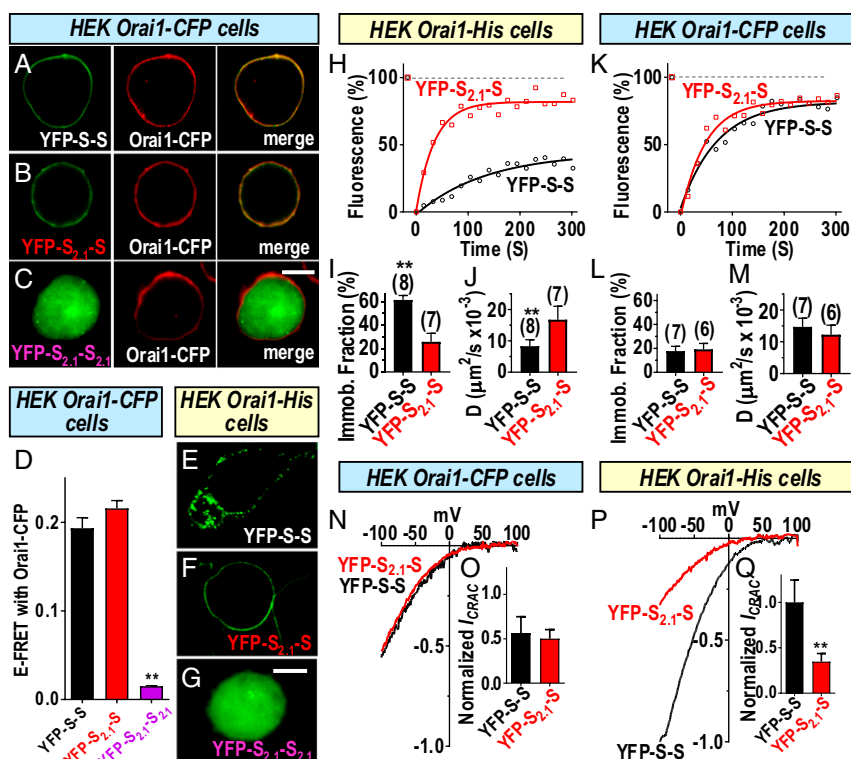 HEK Orai1-CFP cells
A
YFP-S-S
Orai1-CFP
merge
B
YFP-S2.1-S
Orai1-CFP
merge
C
YFP-S2.1-S2.1
Orai1-CFP
merge
HEK Orai1-CFP
cells
D
E-FRET with Orai1-CFP
0.2
0.1
0.0
**
YFP-S-S
YFP-S2.1-S
YFP-S2.1-S2.1
HEK Orai1-His
cells
E
YFP-S-S
F
YFP-S2.1-S
G
YFP-S2.1-S2.1
HEK Orai1-His cells
H
Fluorescence (%)
100
50
0
YFP-S2.1-S
YFP-S-S
0 100 200 300
Time (S)
I
Immob. Fraction (%)
60
40
20
0
**
(8)
(7)
YFP-S-S
YFP-S2.1-S
J
D (µm²/s x 10⁻³)
20
10
0
**
(8)
(7)
YFP-S-S
YFP-S2.1-S
HEK Orai1-CFP cells
K
Fluorescence (%)
100
50
0
YFP-S2.1-S
YFP-S-S
0 100 200 300
Time (S)
L
Immob. Fraction (%)
60
40
20
0
(7)
(6)
YFP-S-S
YFP-S2.1-S
M
D (µm²/s x 10⁻³)
20
10
0
(7)
(6)
YFP-S-S
YFP-S2.1-S
HEK Orai1-CFP cells
N
mV
-100 -50 0 50 100
YFP-S2.1-S
YFP-S-S
-0.5
-1.0
O
Normalized ICRAC
1.0
0.5
0.0
YFP-S-S
YFP-S2.1-S
HEK Orai1-His cells
P
mV
-100 -50 0 50 100
YFP-S2.1-S
YFP-S-S
-0.5
-1.0
Q
Normalized ICRAC
1.0
0.5
0.0
**
YFP-S-S
YFP-S2.1-S